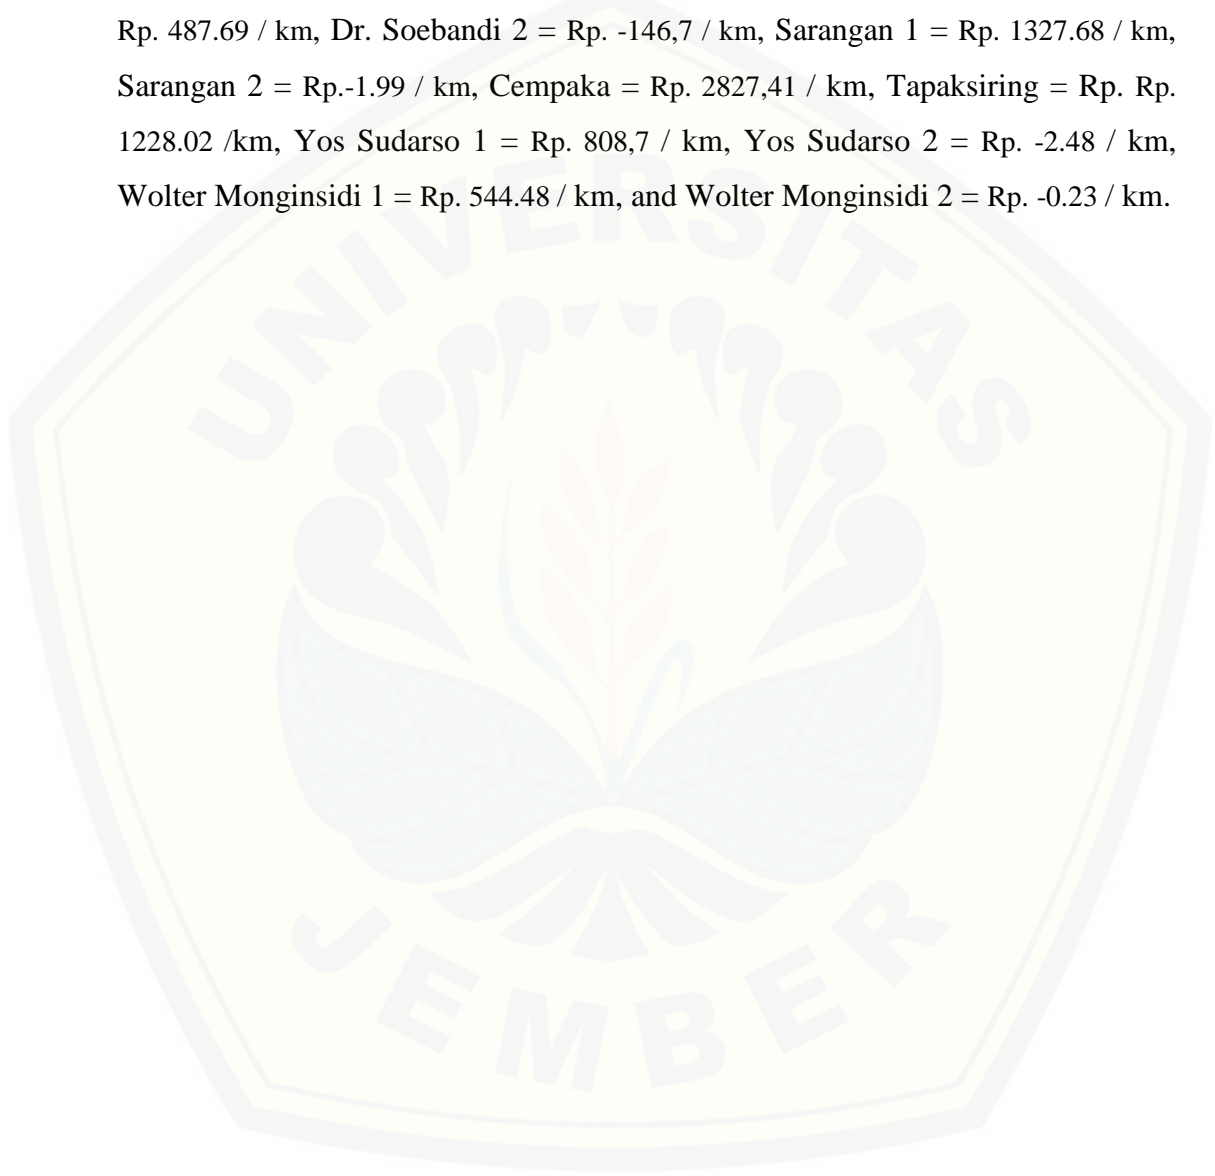 Rp. 487.69 / km, Dr. Soebandi 2 = Rp. -146,7 / km, Sarangan 1 = Rp. 1327.68 / km,
Sarangan 2 = Rp.-1.99 / km, Cempaka = Rp. 2827,41 / km, Tapaksiring = Rp. Rp.
1228.02 /km, Yos Sudarso 1 = Rp. 808,7 / km, Yos Sudarso 2 = Rp. -2.48 / km,
Wolter Monginsidi 1 = Rp. 544.48 / km, and Wolter Monginsidi 2 = Rp. -0.23 / km.
UNIVERSITAS
JEMBER